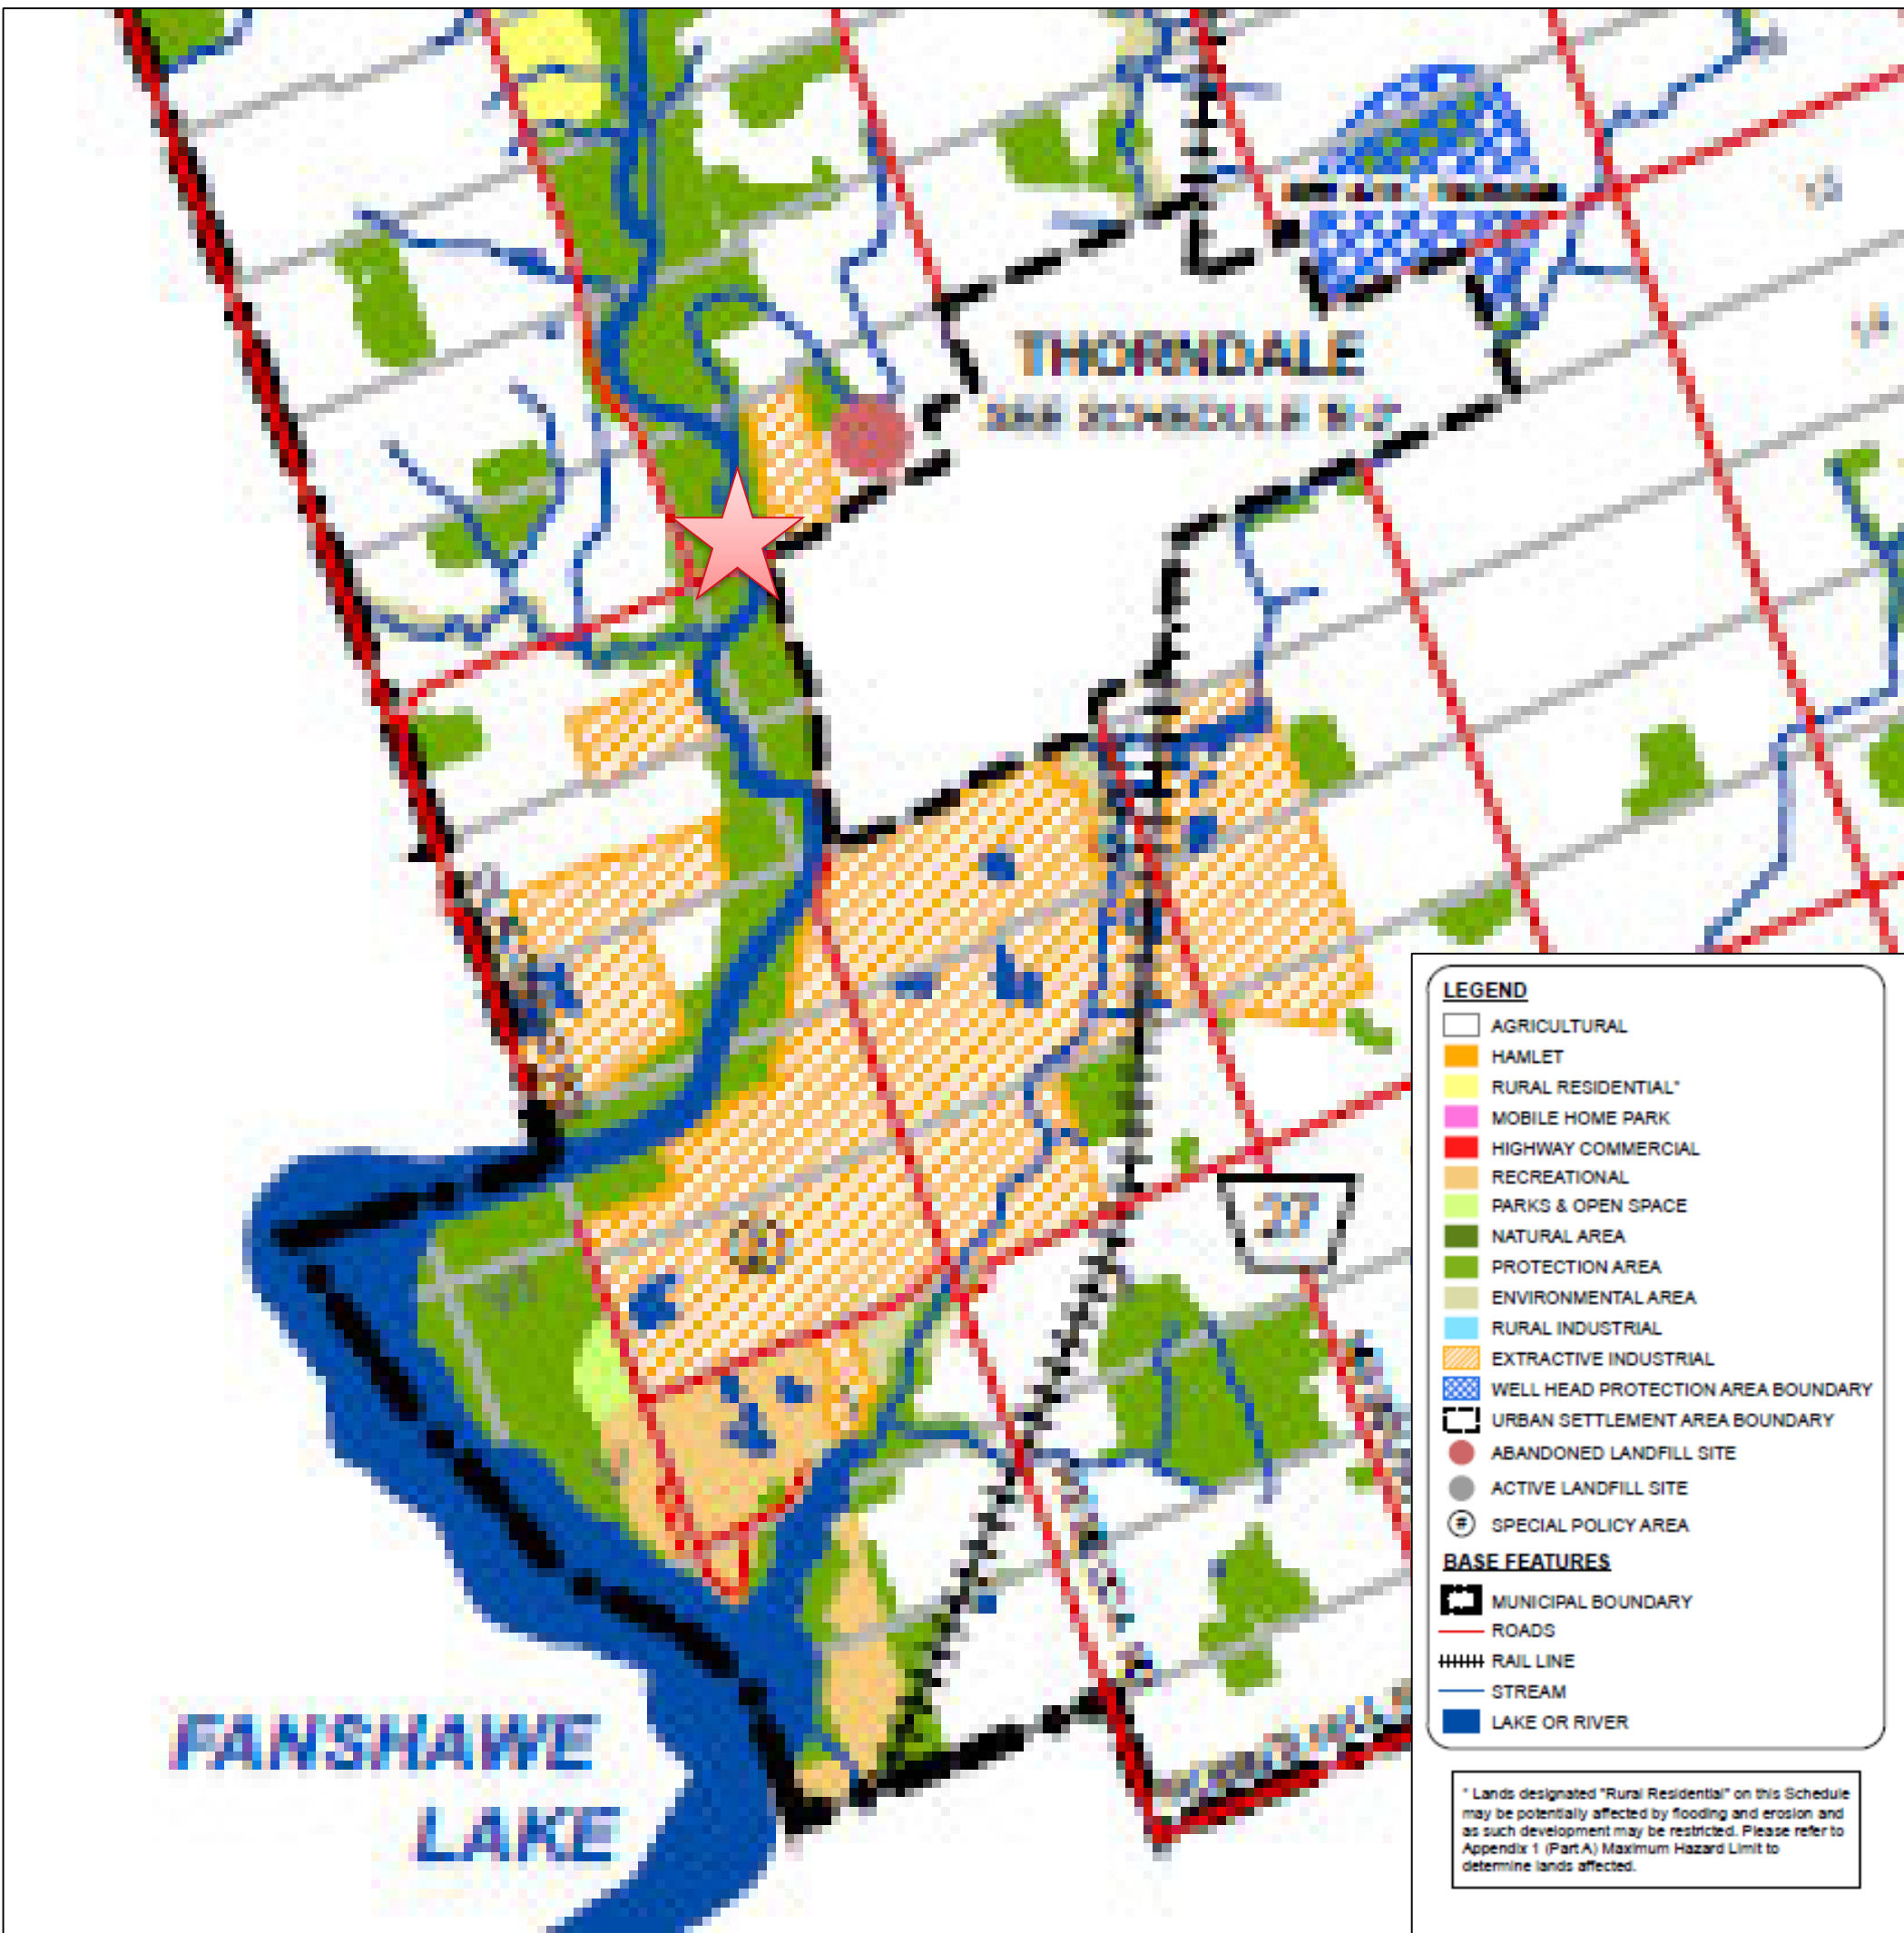 THORNDALE
SEE SCHEDULE
27
FANSHAWE
LAKE
LEGEND
AGRICULTURAL
HAMLET
RURAL RESIDENTIAL*
MOBILE HOME PARK
HIGHWAY COMMERCIAL
RECREATIONAL
PARKS & OPEN SPACE
NATURAL AREA
PROTECTION AREA
ENVIRONMENTAL AREA
RURAL INDUSTRIAL
EXTRACTIVE INDUSTRIAL
WELL HEAD PROTECTION AREA BOUNDARY
URBAN SETTLEMENT AREA BOUNDARY
ABANDONED LANDFILL SITE
ACTIVE LANDFILL SITE
# SPECIAL POLICY AREA
BASE FEATURES
MUNICIPAL BOUNDARY
ROADS
RAIL LINE
STREAM
LAKE OR RIVER
* Lands designated "Rural Residential" on this Schedule
may be potentially affected by flooding and erosion and
as such development may be restricted. Please refer to
Appendix 1 (Part A) Maximum Hazard Limit to
determine lands affected.